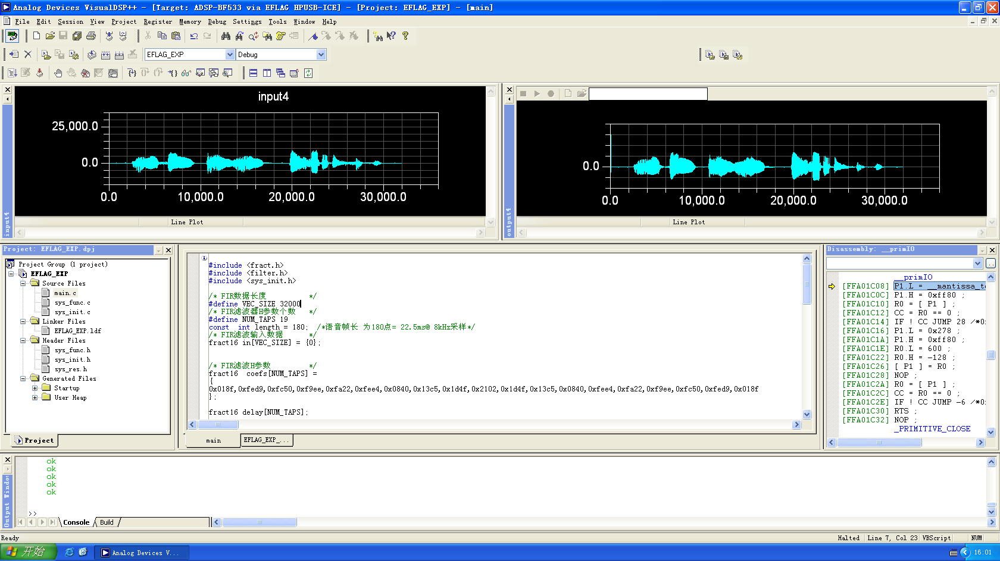 Analog Devices VisualDSP++ - [Target: ADSP-BF533 via EFLAG HPUSB-ICE] - [Project: EFLAG_EXP] - [main]
File Edit Session View Project Register Memory Debug Settings Tools Window Help
EFLAG_EXP Debug
input4
25,000.0
0.0
0.0 10,000.0 20,000.0 30,000.0
Line Plot
input4
0.0
0.0 10,000.0 20,000.0 30,000.0
Line Plot
output4
Project: EFLAG_EXP.dpj
Project Group (1 project)
EFLAG_EXP
Source Files
main.c
sys_func.c
sys_init.c
Linker Files
EFLAG_EXP.ldf
Header Files
sys_func.h
sys_init.h
sys_res.h
Generated Files
Startup
User Heap
Project
#include <fract.h>
#include <filter.h>
#include <sys_init.h>
/* FIR数据长度 */
#define VEC_SIZE 32000
/* FIR滤波器H参数个数 */
#define NUM_TAPS 19
const int length = 180; /*语音帧长 为180点= 22.5ms@ 8kHz采样*/
/* FIR滤波输入数据 */
fract16 in[VEC_SIZE] = {0};
/* FIR滤波H参数 */
fract16 coefs[NUM_TAPS] =
{
0x018f,0xfed9,0xfc50,0xf9ee,0xfa22,0xfee4,0x0840,0x13c5,0x1d4f,0x2102,0x1d4f,0x13c5,0x0840,0xfee4,0xfa22,0xf9ee,0xfc50,0xfed9,0x018f
};
fract16 delay[NUM_TAPS];
main EFLAG_EXP_...
Disassembly: __primIO
__primIO
[FFA01C08] P1.L = __mantissa_t
[FFA01C0C] P1.H = 0xff80 ;
[FFA01C10] R0 = [ P1 ] ;
[FFA01C12] CC = R0 == 0 ;
[FFA01C14] IF ! CC JUMP 28 /*0
[FFA01C16] P1.L = 0x278 ;
[FFA01C1A] P1.H = 0xff80 ;
[FFA01C1E] R0.L = 600 ;
[FFA01C22] R0.H = -128 ;
[FFA01C26] [ P1 ] = R0 ;
[FFA01C28] NOP ;
[FFA01C2A] R0 = [ P1 ] ;
[FFA01C2C] CC = R0 == 0 ;
[FFA01C2E] IF ! CC JUMP -6 /*0
[FFA01C30] RTS ;
[FFA01C32] NOP ;
_PRIMITIVE_CLOSE
ok
ok
ok
ok
ok
>>
Output Windo
Console Build
Ready Halted Line 7, Col 23 VBScript NUM
开始 Analog Devices V... 16:01